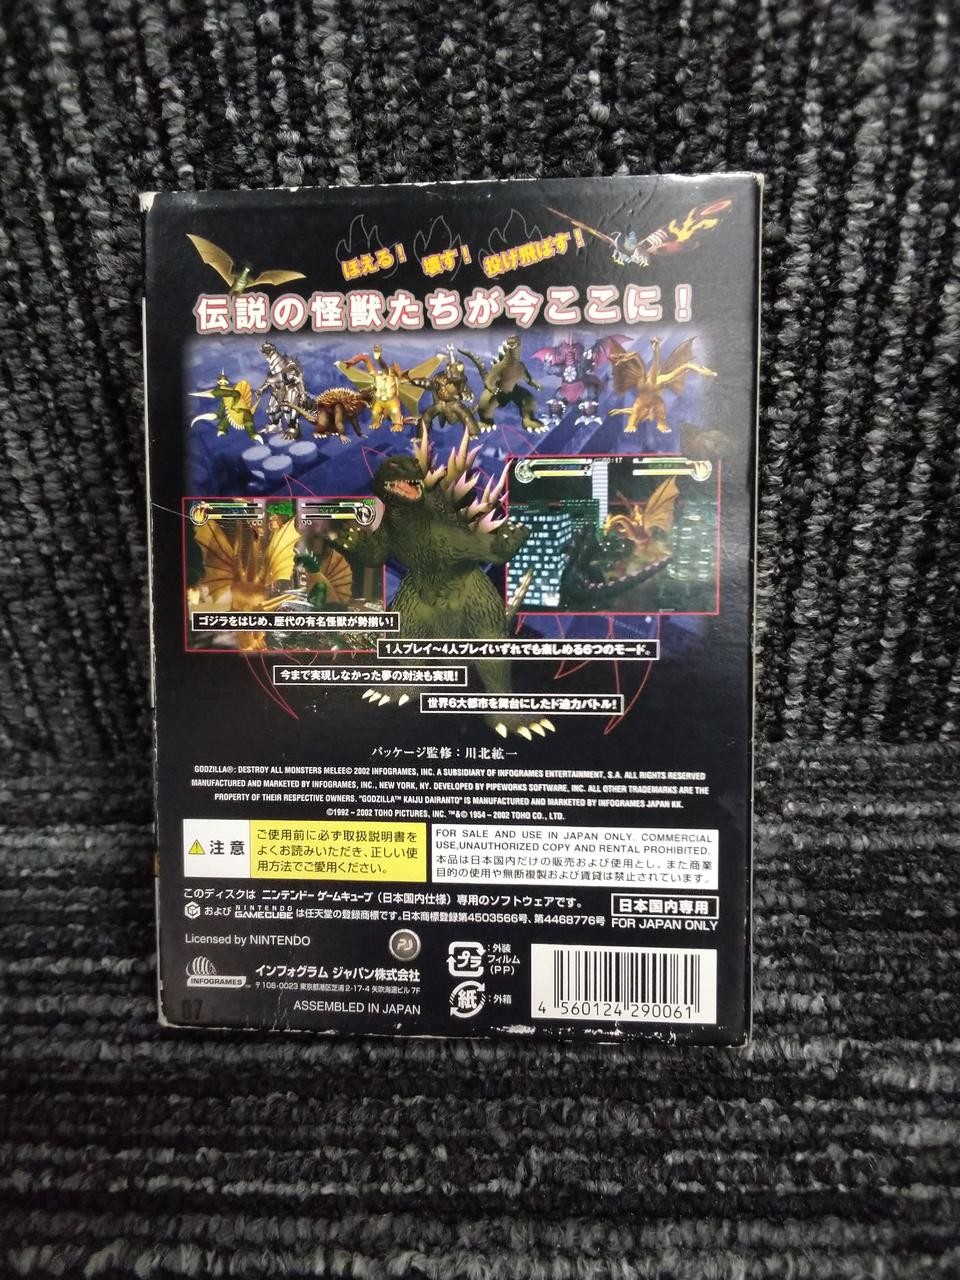 ほえる！ 壊す！ 投げ飛ばす！
伝説の怪獣たちが今ここに！
ゴジラをはじめ、歴代の有名怪獣が勢揃い！
1人プレイ〜4人プレイいずれでも楽しめる6つのモード。
今まで実現しなかった夢の対決も実現！
世界6大都市を舞台にしたド迫力バトル！
パッケージ監修：川北紘一
GODZILLA®: DESTROY ALL MONSTERS MELEE© 2002 INFOGRAMES, INC. A SUBSIDIARY OF INFOGRAMES ENTERTAINMENT, S.A. ALL RIGHTS RESERVED
MANUFACTURED AND MARKETED BY INFOGRAMES, INC., NEW YORK, NY. DEVELOPED BY PIPEWORKS SOFTWARE, INC. ALL OTHER TRADEMARKS ARE THE
PROPERTY OF THEIR RESPECTIVE OWNERS. "GODZILLA™ KAIJU DAIRANTO" IS MANUFACTURED AND MARKETED BY INFOGRAMES JAPAN KK.
©1992 – 2002 TOHO PICTURES, INC. ™&© 1954 – 2002 TOHO CO., LTD.
注意
ご使用前に必ず取扱説明書を
よくお読みいただき、正しい使
用方法でご愛用ください。
FOR SALE AND USE IN JAPAN ONLY. COMMERCIAL
USE,UNAUTHORIZED COPY AND RENTAL PROHIBITED.
本品は日本国内だけの販売および使用とし、また商業
目的の使用や無断複製および賃貸は禁止されています。
このディスクは ニンテンドー ゲームキューブ（日本国内仕様）専用のソフトウェアです。
および NINTENDO GAMECUBE は任天堂の登録商標です。日本商標登録第4503566号、第4468776号
日本国内専用
FOR JAPAN ONLY
Licensed by NINTENDO
INFOGRAMES
インフォグラム ジャパン株式会社
〒108-0023 東京都港区芝浦2-17-4 矢吹海運ビル 7F
ASSEMBLED IN JAPAN
プラ
：外装
フィルム
(PP)
紙
：外箱
4 560124 290061